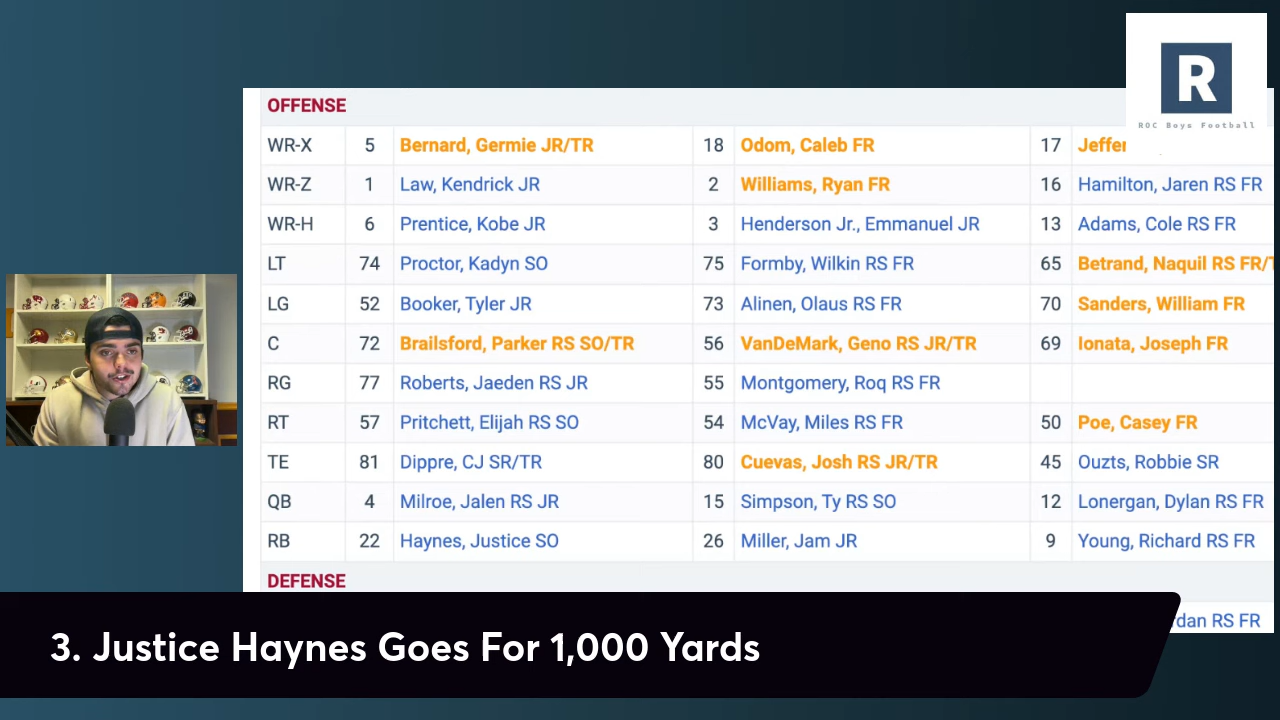 R
ROC Boys Football
OFFENSE
WR-X 5 Bernard, Germie JR/TR 18 Odom, Caleb FR 17
WR-Z 1 Law, Kendrick JR 2 Williams, Ryan FR 16 Hamilton, Jaren RS FR
WR-H 6 Prentice, Kobe JR 3 Henderson Jr., Emmanuel JR 13 Adams, Cole RS FR
LT 74 Proctor, Kadyn SO 75 Formby, Wilkin RS FR 65 Betrand, Naquil RS FR/T
LG 52 Booker, Tyler JR 73 Alinen, Olaus RS FR 70 Sanders, William FR
C 72 Brailsford, Parker RS SO/TR 56 VanDeMark, Geno RS JR/TR 69 Ionata, Joseph FR
RG 77 Roberts, Jaeden RS JR 55 Montgomery, Roq RS FR
RT 57 Pritchett, Elijah RS SO 54 McVay, Miles RS FR 50 Poe, Casey FR
TE 81 Dippre, CJ SR/TR 80 Cuevas, Josh RS JR/TR 45 Ouzts, Robbie SR
QB 4 Milroe, Jalen RS JR 15 Simpson, Ty RS SO 12 Lonergan, Dylan RS FR
RB 22 Haynes, Justice SO 26 Miller, Jam JR 9 Young, Richard RS FR
DEFENSE
RS FR
3. Justice Haynes Goes For 1,000 Yards